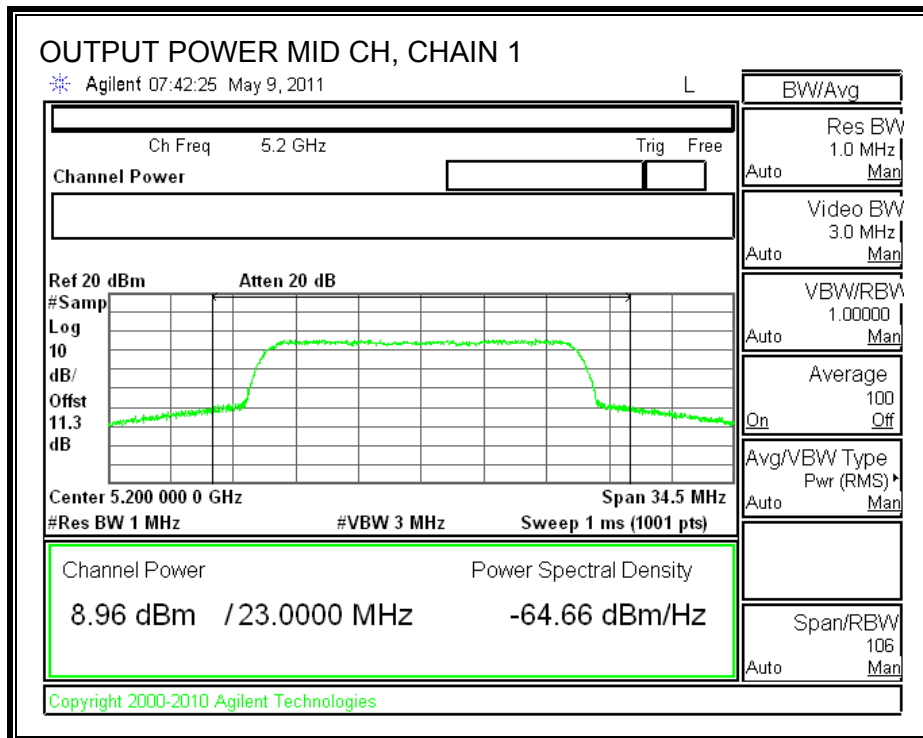 OUTPUT POWER MID CH, CHAIN 1
Agilent 07:42:25 May 9, 2011 L
Ch Freq 5.2 GHz Trig Free
Channel Power
Ref 20 dBm Atten 20 dB
#Samp
Log
10
dB/
Offst
11.3
dB
Center 5.200 000 0 GHz Span 34.5 MHz
#Res BW 1 MHz #VBW 3 MHz Sweep 1 ms (1001 pts)
Channel Power Power Spectral Density
8.96 dBm / 23.0000 MHz -64.66 dBm/Hz
Copyright 2000-2010 Agilent Technologies
BW/Avg
Res BW
1.0 MHz
Auto Man
Video BW
3.0 MHz
Auto Man
VBW/RBW
1.00000
Auto Man
Average
100
On Off
Avg/VBW Type
Pwr (RMS)
Auto Man
Span/RBW
106
Auto Man